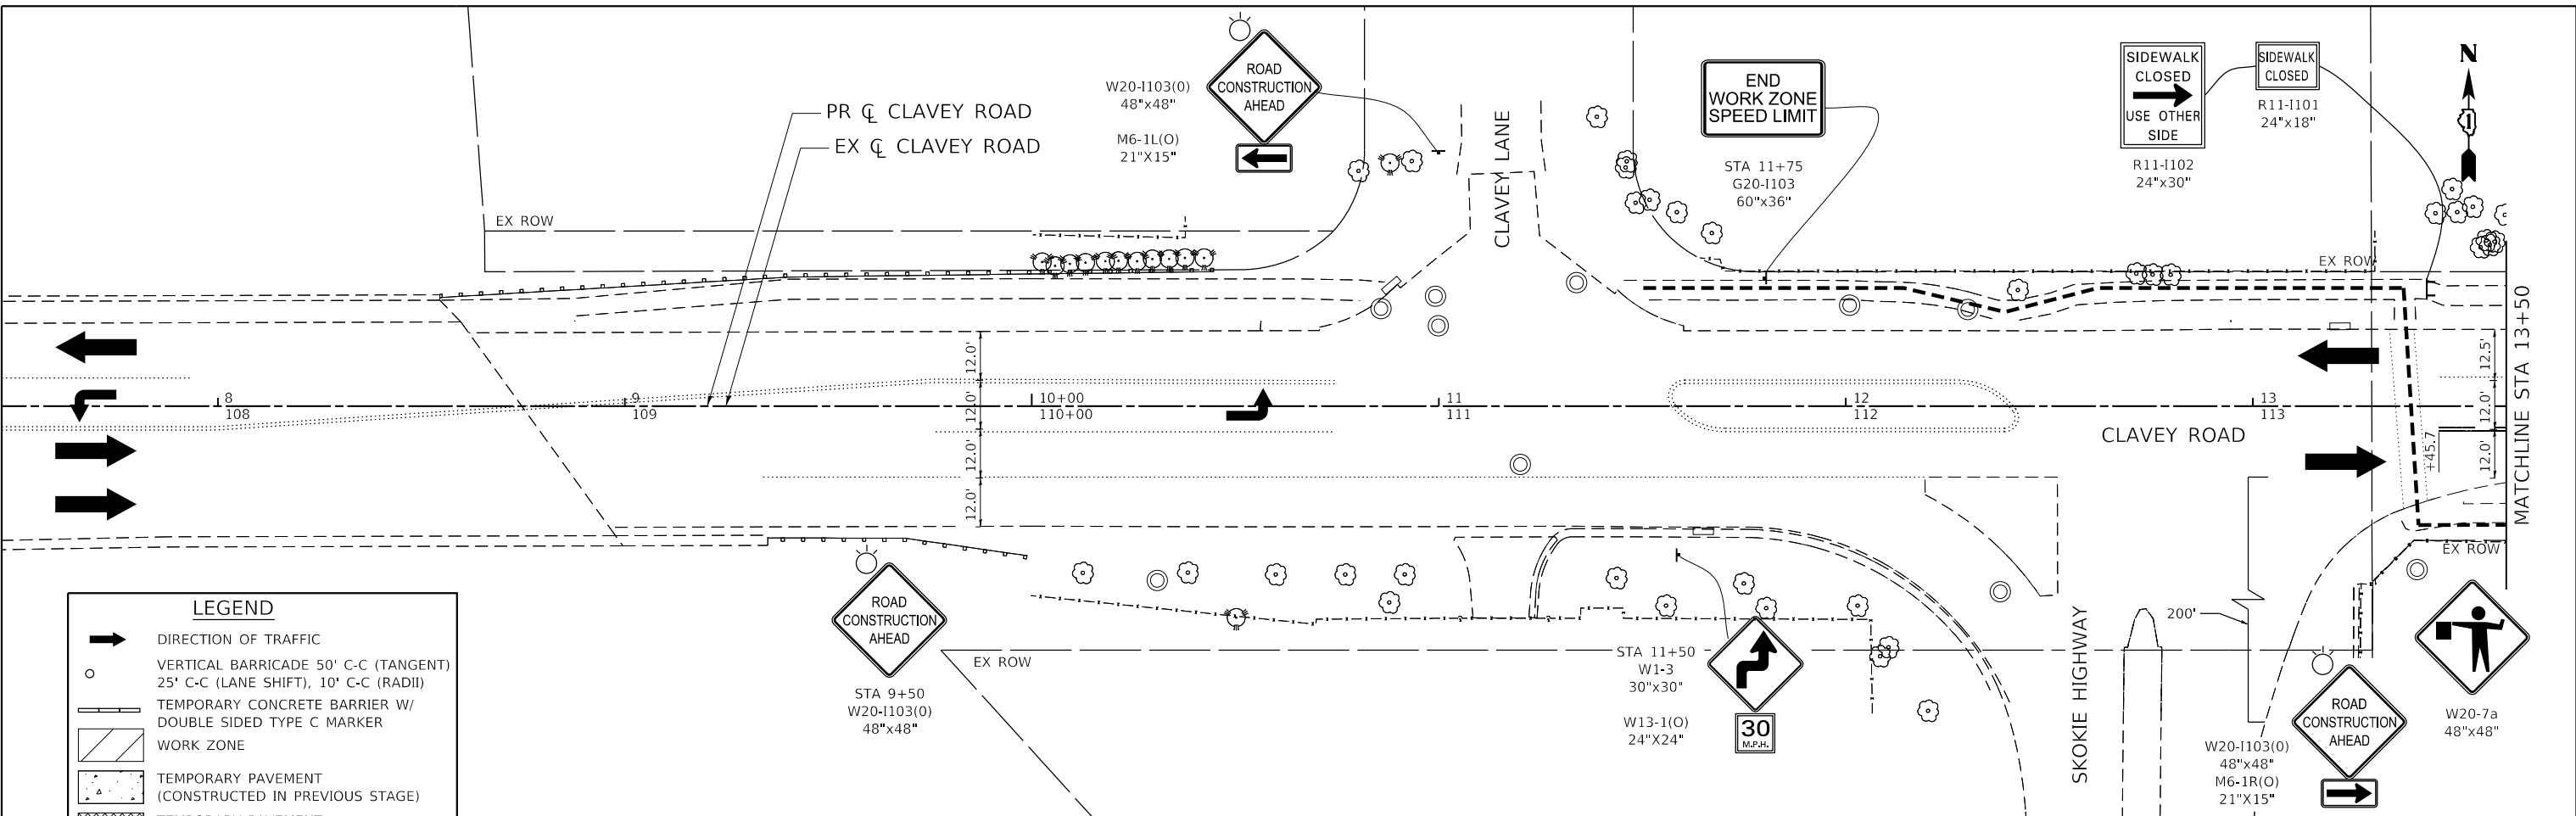 ROAD
CONSTRUCTION
AHEAD
W20-I103(0)
48"x48"
M6-1L(O)
21"X15"
PR ℄ CLAVEY ROAD
EX ℄ CLAVEY ROAD
CLAVEY LANE
END
WORK ZONE
SPEED LIMIT
STA 11+75
G20-I103
60"x36"
SIDEWALK
CLOSED
USE OTHER
SIDE
R11-I102
24"x30"
SIDEWALK
CLOSED
R11-I101
24"x18"
N
EX ROW
EX ROW
12.0'
12.0'
12.0'
12.0'
8
108
9
109
10+00
110+00
11
111
12
112
13
113
CLAVEY ROAD
12.5'
12.0'
12.0'
+45.7
MATCHLINE STA 13+50
EX ROW
ROAD
CONSTRUCTION
AHEAD
STA 9+50
W20-I103(0)
48"x48"
EX ROW
STA 11+50
W1-3
30"x30"
W13-1(O)
24"X24"
30
M.P.H.
SKOKIE HIGHWAY
200'
ROAD
CONSTRUCTION
AHEAD
W20-I103(0)
48"x48"
M6-1R(O)
21"X15"
W20-7a
48"x48"
LEGEND
DIRECTION OF TRAFFIC
VERTICAL BARRICADE 50' C-C (TANGENT)
25' C-C (LANE SHIFT), 10' C-C (RADII)
TEMPORARY CONCRETE BARRIER W/
DOUBLE SIDED TYPE C MARKER
WORK ZONE
TEMPORARY PAVEMENT
(CONSTRUCTED IN PREVIOUS STAGE)